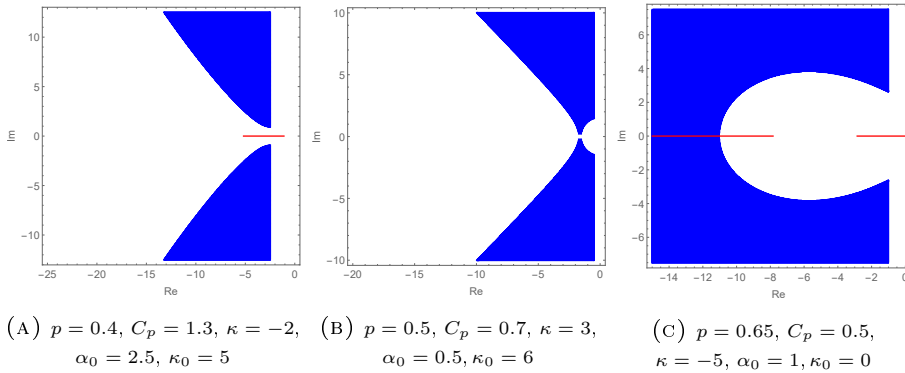 10
5
0
−5
−10
Im
−25 −20 −15 −10 −5 0
Re
10
5
0
−5
−10
Im
−20 −15 −10 −5 0
Re
6
4
2
0
−2
−4
−6
Im
−14 −12 −10 −8 −6 −4 −2 0
Re
(A) p = 0.4, C_p = 1.3, κ = −2,
α_0 = 2.5, κ_0 = 5
(B) p = 0.5, C_p = 0.7, κ = 3,
α_0 = 0.5, κ_0 = 6
(C) p = 0.65, C_p = 0.5,
κ = −5, α_0 = 1, κ_0 = 0